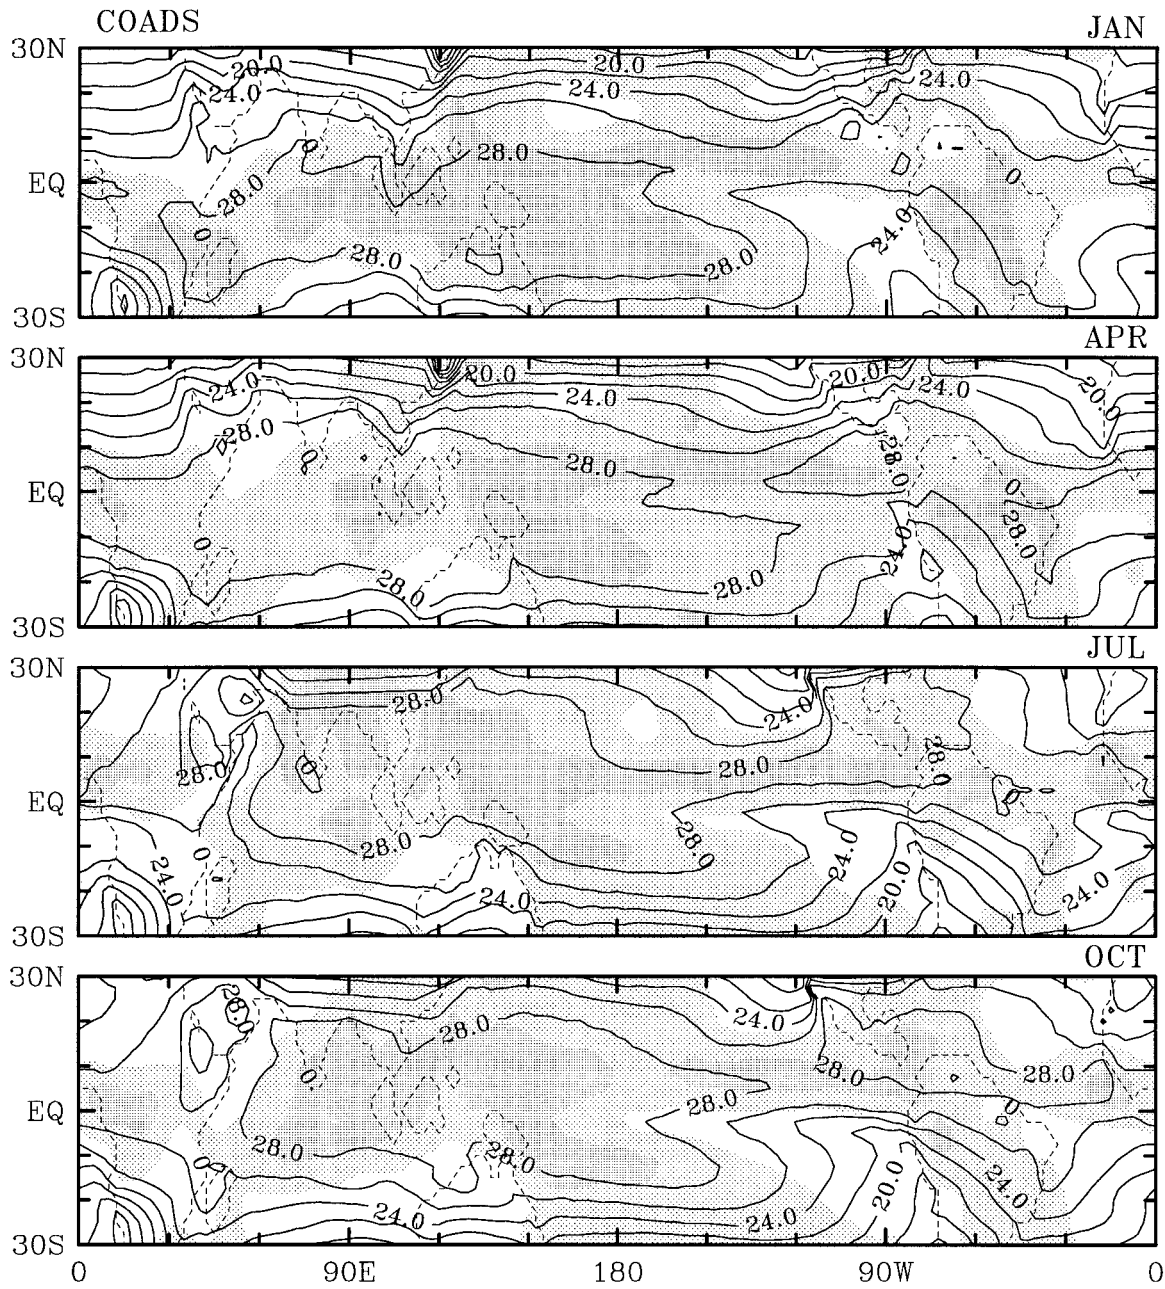 COADS JAN
30N
20.0 20.0
24.0 24.0 24.0
0 28.0 0
EQ 28.0
0 24.0
28.0 28.0
30S
APR
30N
20.0 20.0
24.0 24.0 24.0 20.0
28.0 28.0
0 28.0
EQ 0
28.0
0 24.0
28.0 28.0
30S
JUL
30N
28.0
24.0
28.0 0 28.0 28.0
EQ 0
28.0
0 28.0
24.0 24.0 20.0 24.0
24.0
30S
OCT
30N
28.0
28.0 24.0
0 28.0 28.0
EQ 28.0 0
28.0 28.0
0 20.0 24.0
24.0 24.0
30S
0 90E 180 90W 0